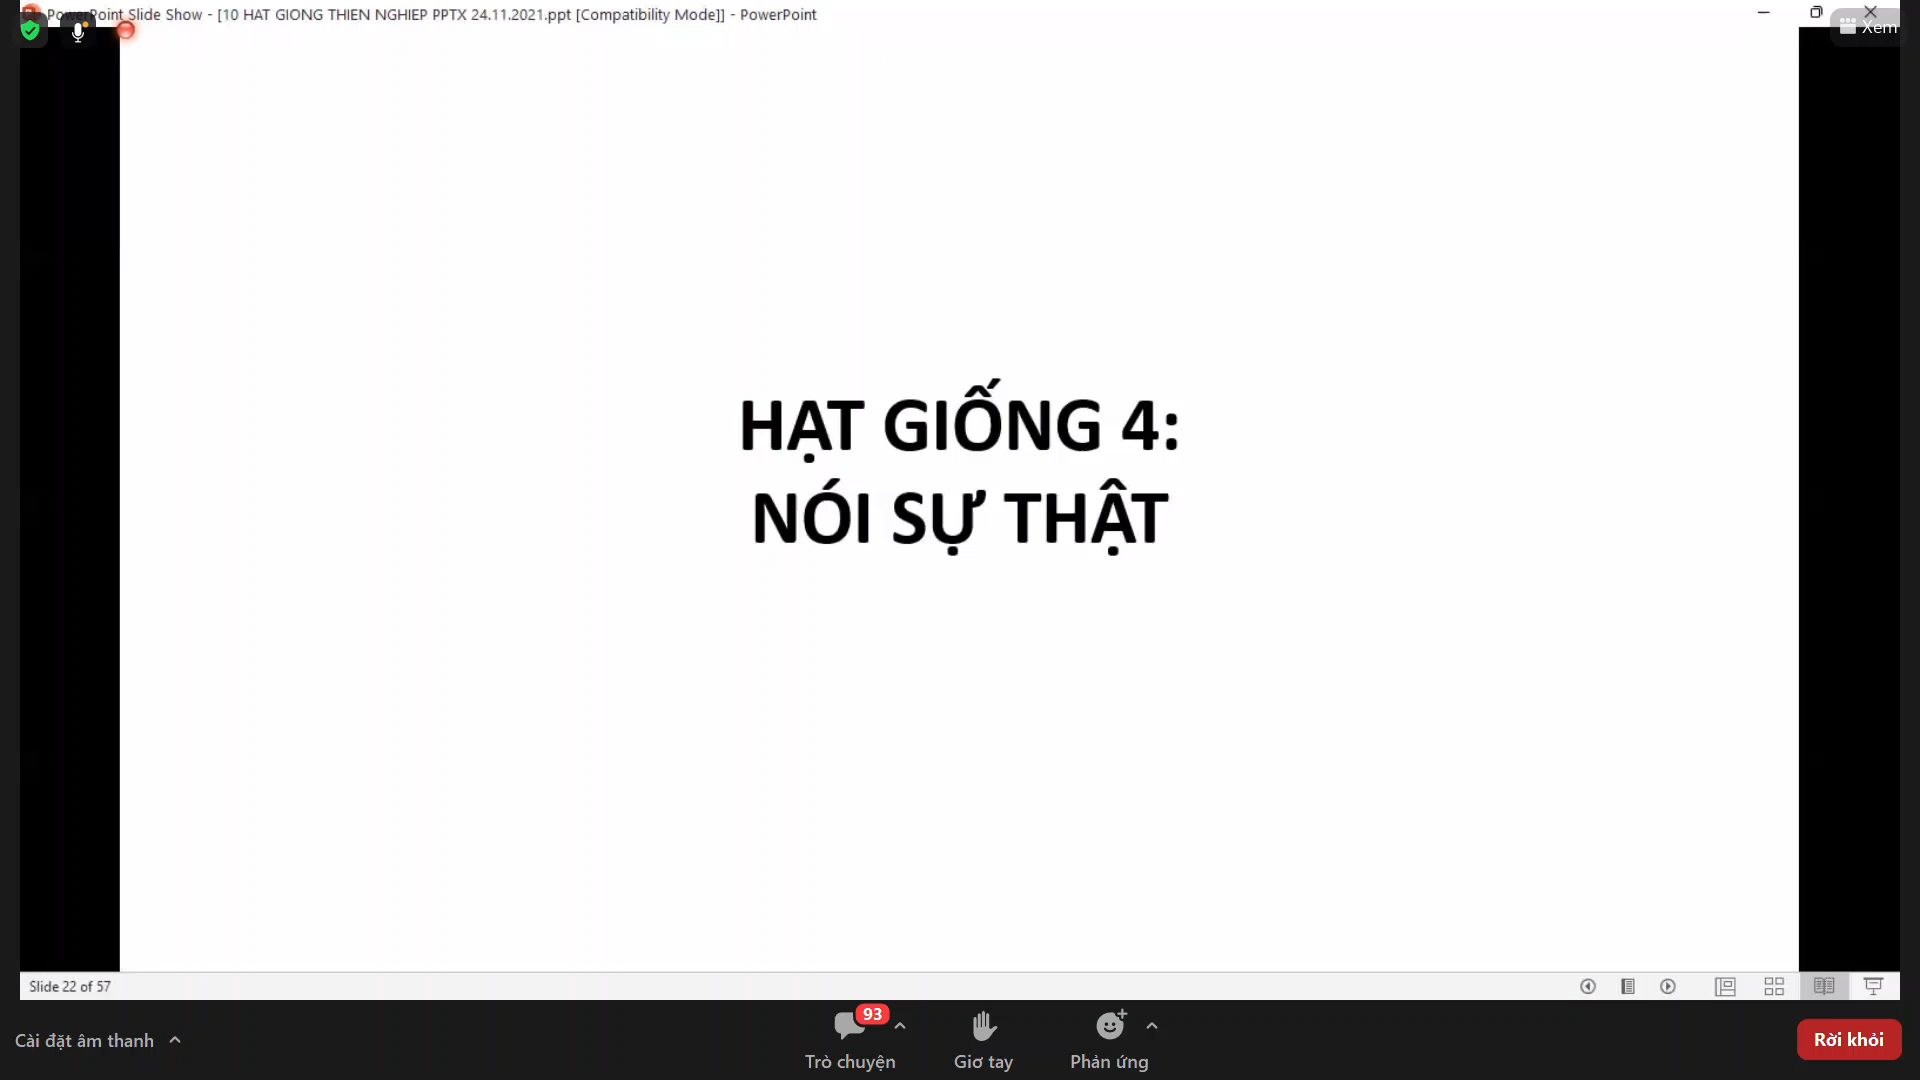 PowerPoint Slide Show - [10 HAT GIONG THIEN NGHIEP PPTX 24.11.2021.ppt [Compatibility Mode]] - PowerPoint
Xem
HẠT GIỐNG 4:
NÓI SỰ THẬT
Slide 22 of 57
Cài đặt âm thanh
93
Trò chuyện
Giơ tay
Phản ứng
Rời khỏi